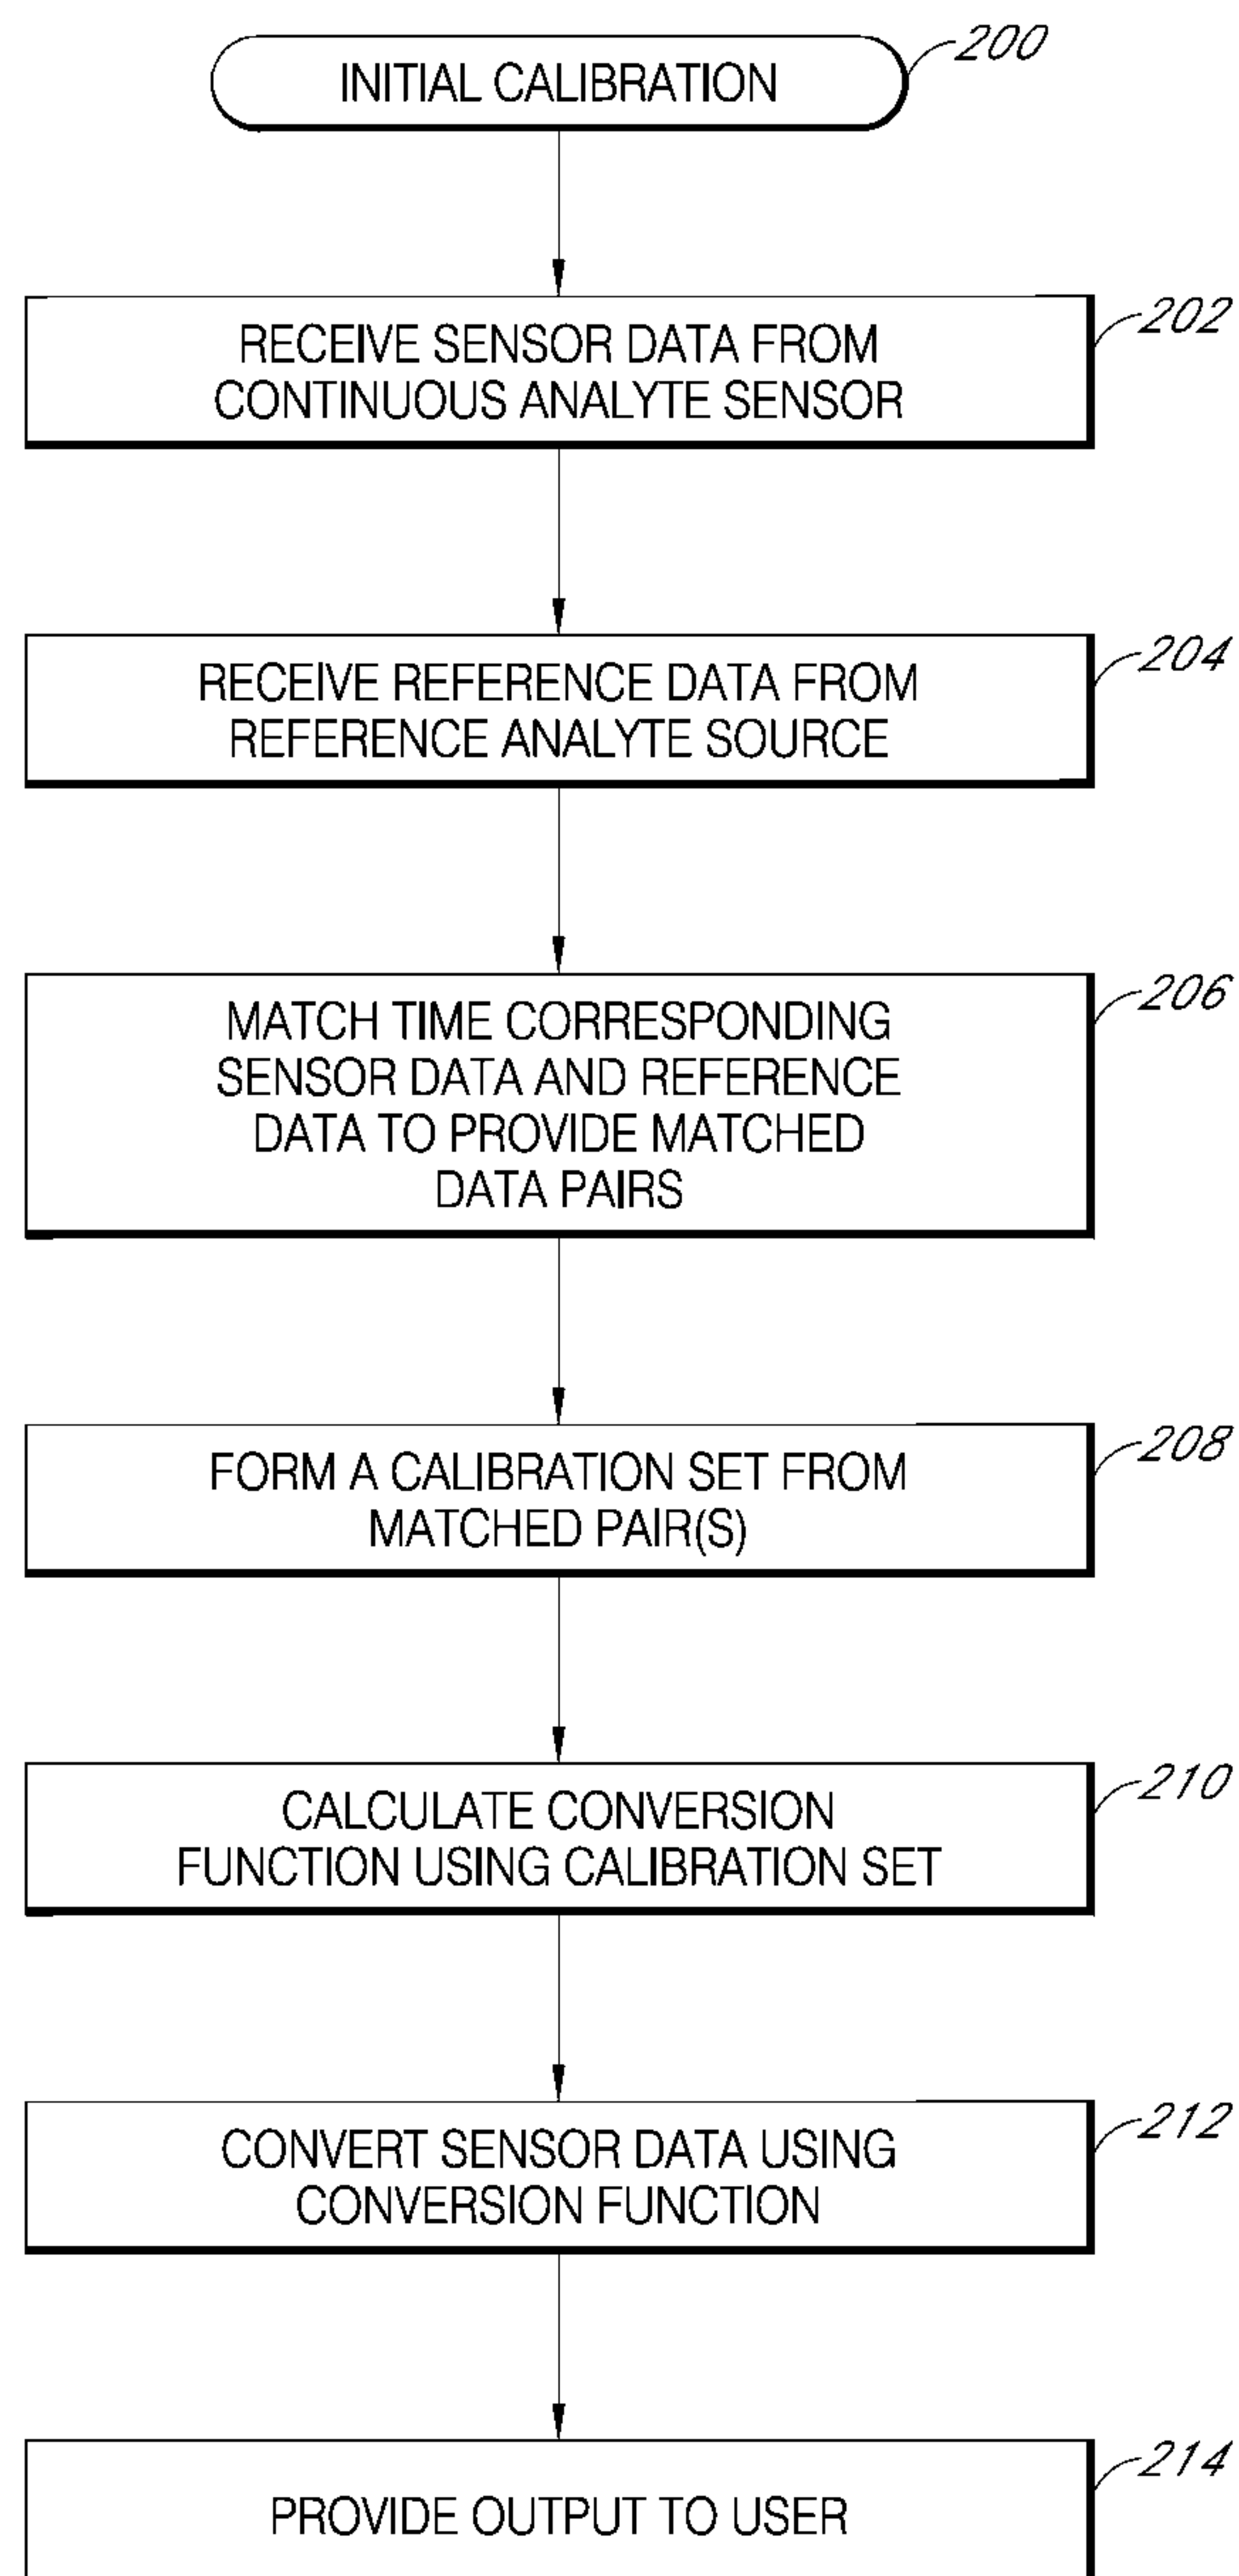 INITIAL CALIBRATION
200
RECEIVE SENSOR DATA FROM
CONTINUOUS ANALYTE SENSOR
202
RECEIVE REFERENCE DATA FROM
REFERENCE ANALYTE SOURCE
204
MATCH TIME CORRESPONDING
SENSOR DATA AND REFERENCE
DATA TO PROVIDE MATCHED
DATA PAIRS
206
FORM A CALIBRATION SET FROM
MATCHED PAIR(S)
208
CALCULATE CONVERSION
FUNCTION USING CALIBRATION SET
210
CONVERT SENSOR DATA USING
CONVERSION FUNCTION
212
PROVIDE OUTPUT TO USER
214